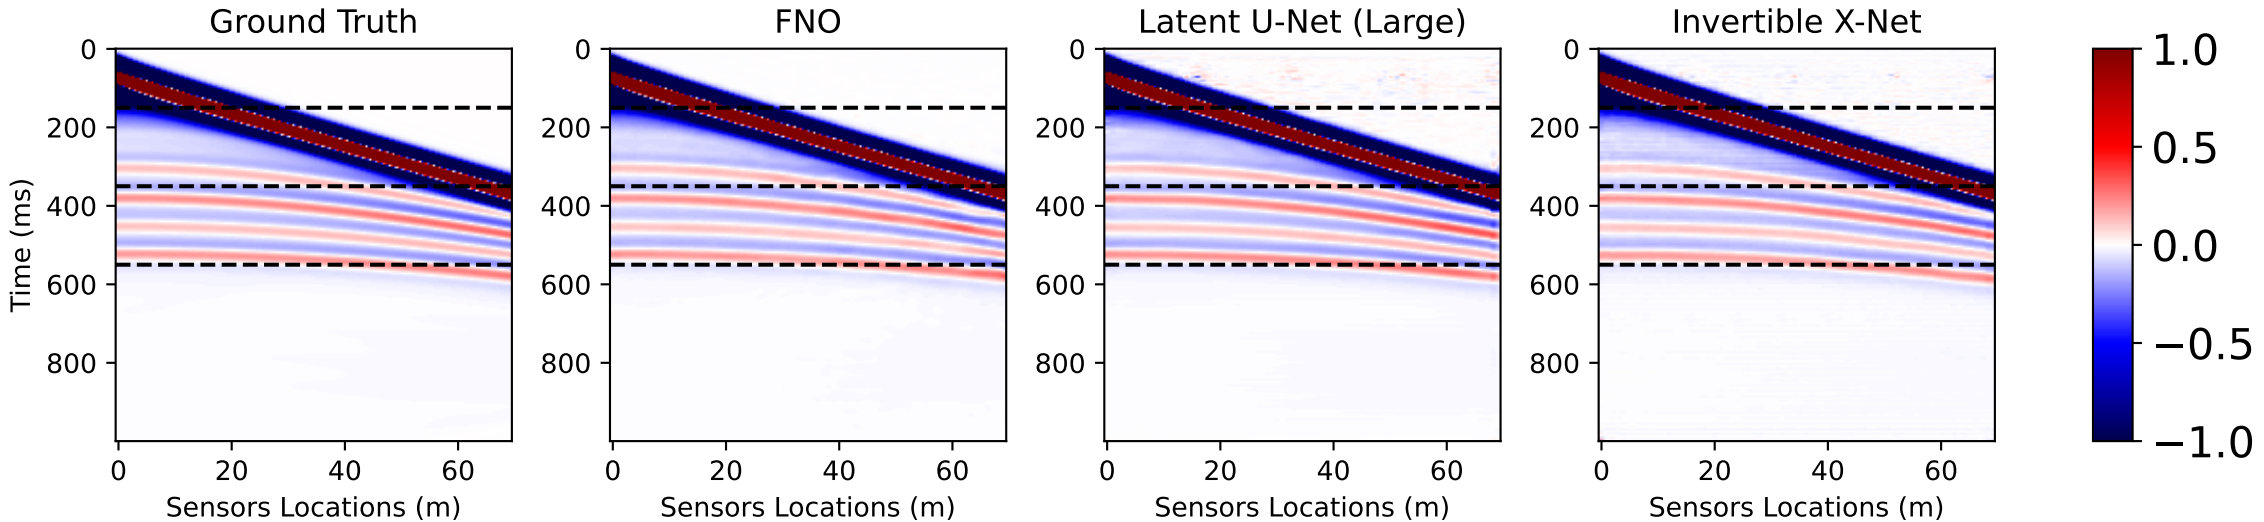 Ground Truth
FNO
Latent U-Net (Large)
Invertible X-Net
Time (ms)
0
200
400
600
800
0
200
400
600
800
0
200
400
600
800
0
200
400
600
800
0 20 40 60
0 20 40 60
0 20 40 60
0 20 40 60
Sensors Locations (m)
Sensors Locations (m)
Sensors Locations (m)
Sensors Locations (m)
1.0
0.5
0.0
−0.5
−1.0